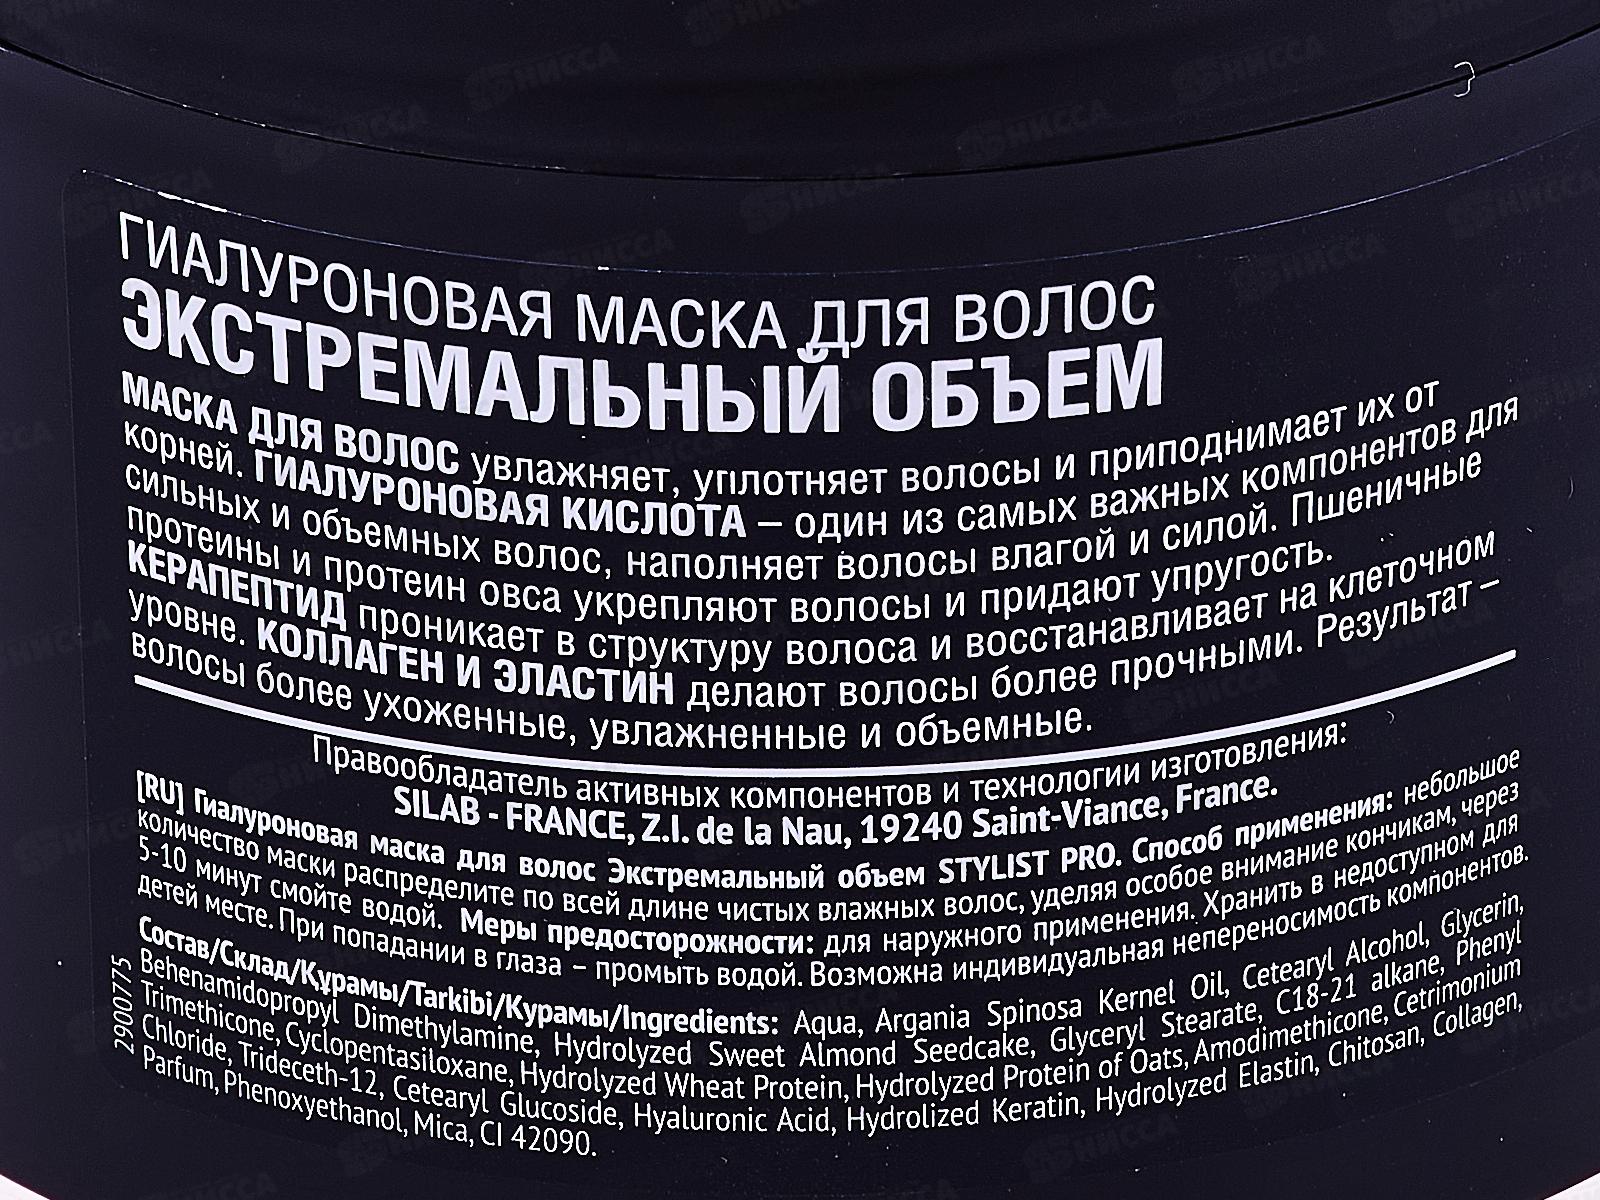 ГИАЛУРОНОВАЯ МАСКА ДЛЯ ВОЛОС
ЭКСТРЕМАЛЬНЫЙ ОБЪЕМ
МАСКА ДЛЯ ВОЛОС увлажняет, уплотняет волосы и приподнимает их от
корней. ГИАЛУРОНОВАЯ КИСЛОТА – один из самых важных компонентов для
сильных и объемных волос, наполняет волосы влагой и силой. Пшеничные
протеины и протеин овса укрепляют волосы и придают упругость.
КЕРАПЕПТИД проникает в структуру волоса и восстанавливает на клеточном
уровне. КОЛЛАГЕН И ЭЛАСТИН делают волосы более прочными. Результат –
волосы более ухоженные, увлажненные и объемные.
Правообладатель активных компонентов и технологии изготовления:
SILAB - FRANCE, Z.I. de la Nau, 19240 Saint-Viance, France.
[RU] Гиалуроновая маска для волос Экстремальный объем STYLIST PRO. Способ применения: небольшое
количество маски распределите по всей длине чистых влажных волос, уделяя особое внимание кончикам, через
5-10 минут смойте водой. Меры предосторожности: для наружного применения. Хранить в недоступном для
детей месте. При попадании в глаза – промыть водой. Возможна индивидуальная непереносимость компонентов.
Состав/Склад/Құрамы/Tarkibi/Курамы/Ingredients: Aqua, Argania Spinosa Kernel Oil, Cetearyl Alcohol, Glycerin,
Behenamidopropyl Dimethylamine, Hydrolyzed Sweet Almond Seedcake, Glyceryl Stearate, C18-21 alkane, Phenyl
Trimethicone, Cyclopentasiloxane, Hydrolyzed Wheat Protein, Hydrolyzed Protein of Oats, Amodimethicone, Cetrimonium
Chloride, Trideceth-12, Cetearyl Glucoside, Hyaluronic Acid, Hydrolized Keratin, Hydrolyzed Elastin, Chitosan, Collagen,
Parfum, Phenoxyethanol, Mica, CI 42090.
2900775
НИССА